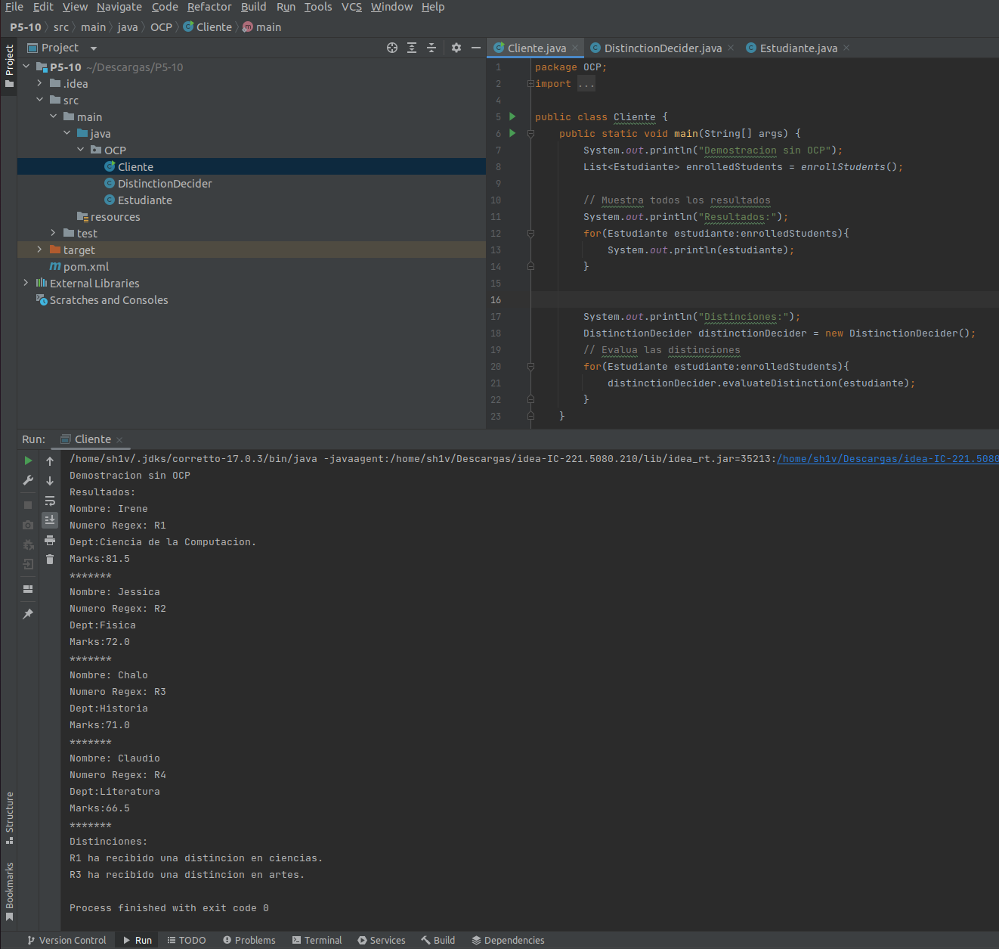 File Edit View Navigate Code Refactor Build Run Tools VCS Window Help
P5-10 src main java OCP Cliente main
Project
Project
Cliente.java DistinctionDecider.java Estudiante.java
P5-10 ~/Descargas/P5-10
.idea
src
main
java
OCP
Cliente
DistinctionDecider
Estudiante
resources
test
target
pom.xml
External Libraries
Scratches and Consoles
1 package OCP;
2 import ...
4
5 public class Cliente {
6 public static void main(String[] args) {
7 System.out.println("Demostracion sin OCP");
8 List<Estudiante> enrolledStudents = enrollStudents();
9
10 // Muestra todos los resultados
11 System.out.println("Resultados:");
12 for(Estudiante estudiante:enrolledStudents){
13 System.out.println(estudiante);
14 }
15
16
17 System.out.println("Distinciones:");
18 DistinctionDecider distinctionDecider = new DistinctionDecider();
19 // Evalua las distinciones
20 for(Estudiante estudiante:enrolledStudents){
21 distinctionDecider.evaluateDistinction(estudiante);
22 }
23 }
Run: Cliente
/home/sh1v/.jdks/corretto-17.0.3/bin/java -javaagent:/home/sh1v/Descargas/idea-IC-221.5080.210/lib/idea_rt.jar=35213:/home/sh1v/Descargas/idea-IC-221.5080
Demostracion sin OCP
Resultados:
Nombre: Irene
Numero Regex: R1
Dept:Ciencia de la Computacion.
Marks:81.5
*******
Nombre: Jessica
Numero Regex: R2
Dept:Fisica
Marks:72.0
*******
Nombre: Chalo
Numero Regex: R3
Dept:Historia
Marks:71.0
*******
Nombre: Claudio
Numero Regex: R4
Dept:Literatura
Marks:66.5
*******
Distinciones:
R1 ha recibido una distincion en ciencias.
R3 ha recibido una distincion en artes.
Process finished with exit code 0
Structure
Bookmarks
Version Control Run TODO Problems Terminal Services Build Dependencies